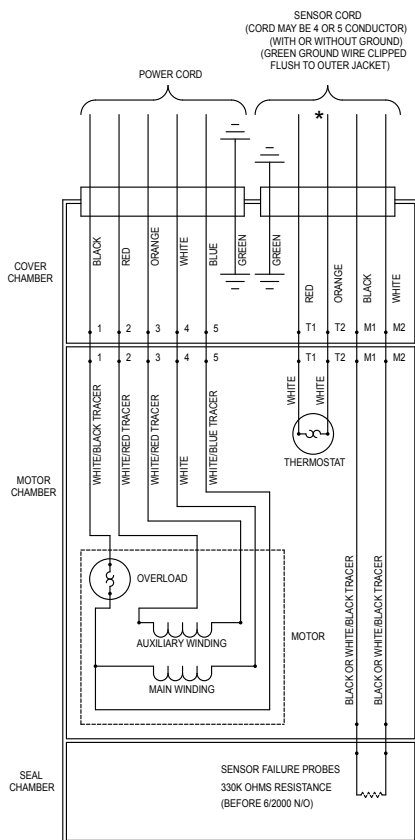 SENSOR CORD
(CORD MAY BE 4 OR 5 CONDUCTOR)
(WITH OR WITHOUT GROUND)
(GREEN GROUND WIRE CLIPPED
FLUSH TO OUTER JACKET)
POWER CORD
*
COVER
CHAMBER
BLACK
RED
ORANGE
WHITE
BLUE
GREEN
GREEN
RED
ORANGE
BLACK
WHITE
1 2 3 4 5 T1 T2 M1 M2
1 2 3 4 5 T1 T2 M1 M2
MOTOR
CHAMBER
WHITE/BLACK TRACER
WHITE/RED TRACER
WHITE/RED TRACER
WHITE
WHITE/BLUE TRACER
WHITE
WHITE
THERMOSTAT
BLACK OR WHITE/BLACK TRACER
BLACK OR WHITE/BLACK TRACER
OVERLOAD
AUXILIARY WINDING
MAIN WINDING
MOTOR
SEAL
CHAMBER
SENSOR FAILURE PROBES
330K OHMS RESISTANCE
(BEFORE 6/2000 N/O)